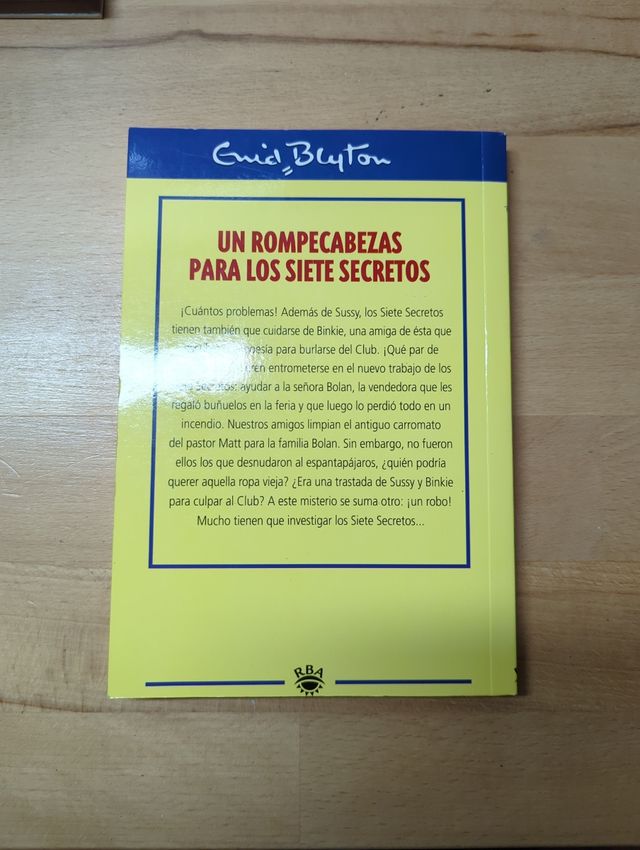 Enid Blyton
UN ROMPECABEZAS
PARA LOS SIETE SECRETOS
¡Cuántos problemas! Además de Sussy, los Siete Secretos
tienen también que cuidarse de Binkie, una amiga de ésta que
para burlarse del Club. ¡Qué par de
entrometerse en el nuevo trabajo de los
Secretos: ayudar a la señora Bolan, la vendedora que les
regaló buñuelos en la feria y que luego lo perdió todo en un
incendio. Nuestros amigos limpian el antiguo carromato
del pastor Matt para la familia Bolan. Sin embargo, no fueron
ellos los que desnudaron al espantapájaros, ¿quién podría
querer aquella ropa vieja? ¿Era una trastada de Sussy y Binkie
para culpar al Club? A este misterio se suma otro: ¡un robo!
Mucho tienen que investigar los Siete Secretos...
RBA